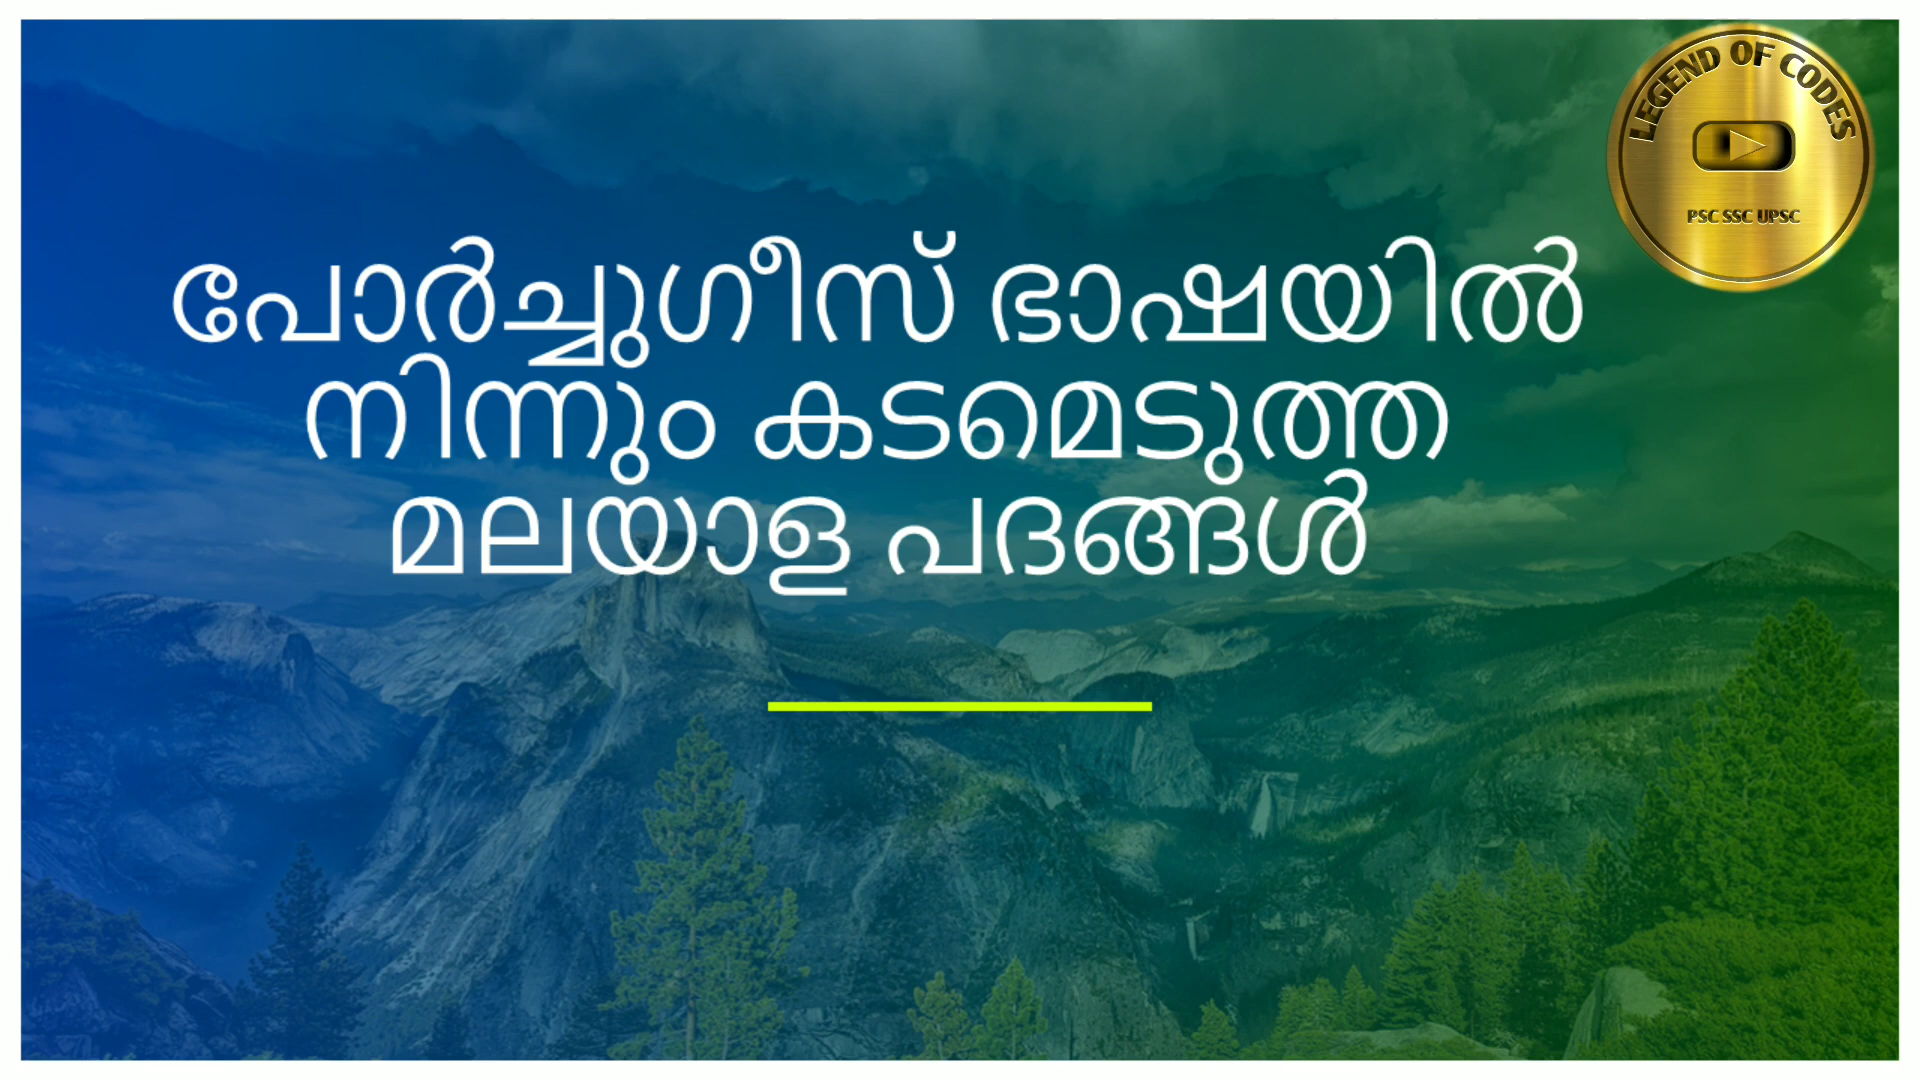 LEGEND OF CODES
PSC SSC UPSC
പോർച്ചുഗീസ് ഭാഷയിൽ
നിന്നും കടമെടുത്ത
മലയാള പദങ്ങൾ